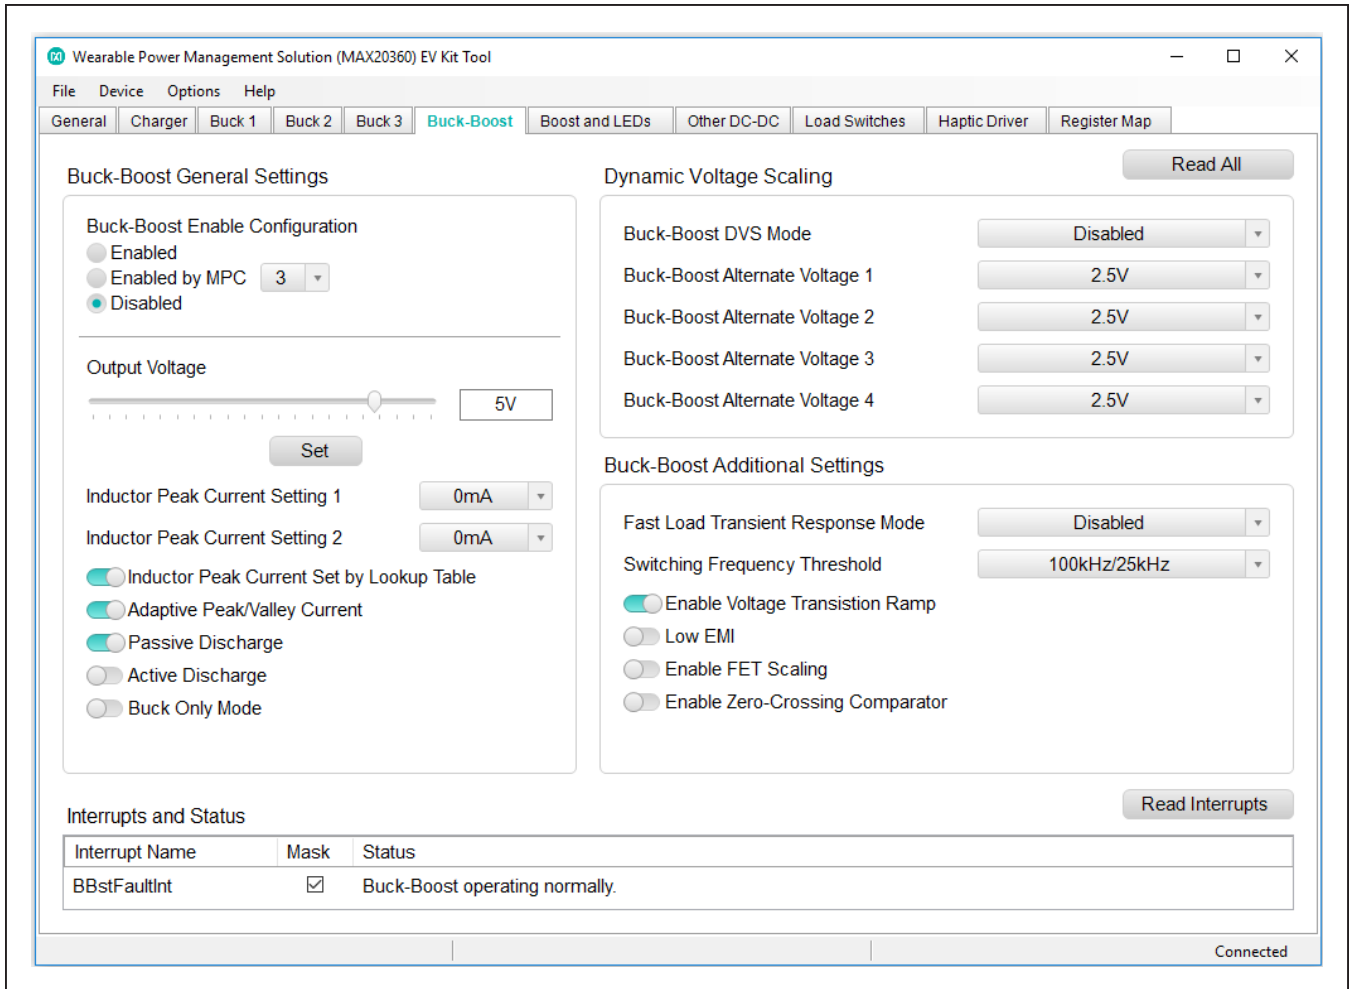 Wearable Power Management Solution (MAX20360) EV Kit Tool
File Device Options Help
General Charger Buck 1 Buck 2 Buck 3 Buck-Boost Boost and LEDs Other DC-DC Load Switches Haptic Driver Register Map
Read All
Buck-Boost General Settings
Buck-Boost Enable Configuration
Enabled
Enabled by MPC 3
Disabled
Output Voltage
5V
Set
Inductor Peak Current Setting 1 0mA
Inductor Peak Current Setting 2 0mA
Inductor Peak Current Set by Lookup Table
Adaptive Peak/Valley Current
Passive Discharge
Active Discharge
Buck Only Mode
Dynamic Voltage Scaling
Buck-Boost DVS Mode Disabled
Buck-Boost Alternate Voltage 1 2.5V
Buck-Boost Alternate Voltage 2 2.5V
Buck-Boost Alternate Voltage 3 2.5V
Buck-Boost Alternate Voltage 4 2.5V
Buck-Boost Additional Settings
Fast Load Transient Response Mode Disabled
Switching Frequency Threshold 100kHz/25kHz
Enable Voltage Transistion Ramp
Low EMI
Enable FET Scaling
Enable Zero-Crossing Comparator
Read Interrupts
Interrupts and Status
Interrupt Name Mask Status
BBstFaultInt Buck-Boost operating normally.
Connected